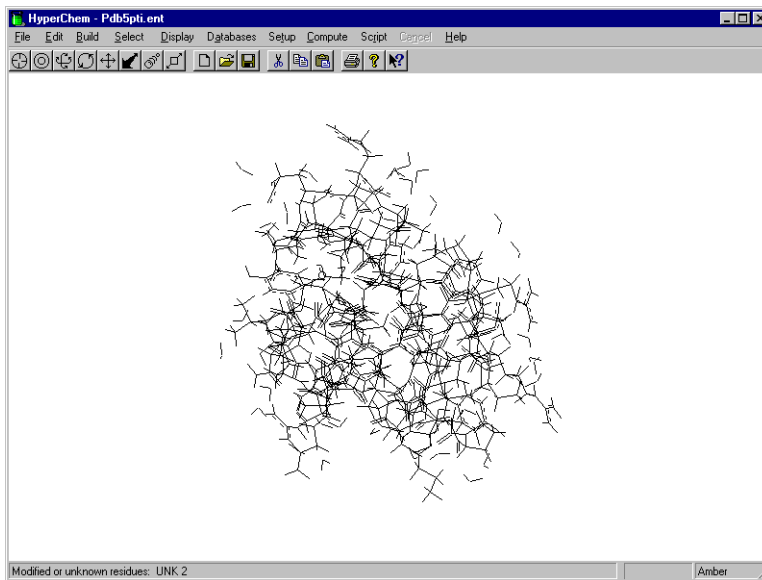 HyperChem - Pdb5pti.ent
File Edit Build Select Display Databases Setup Compute Script Cancel Help
Modified or unknown residues: UNK 2
Amber